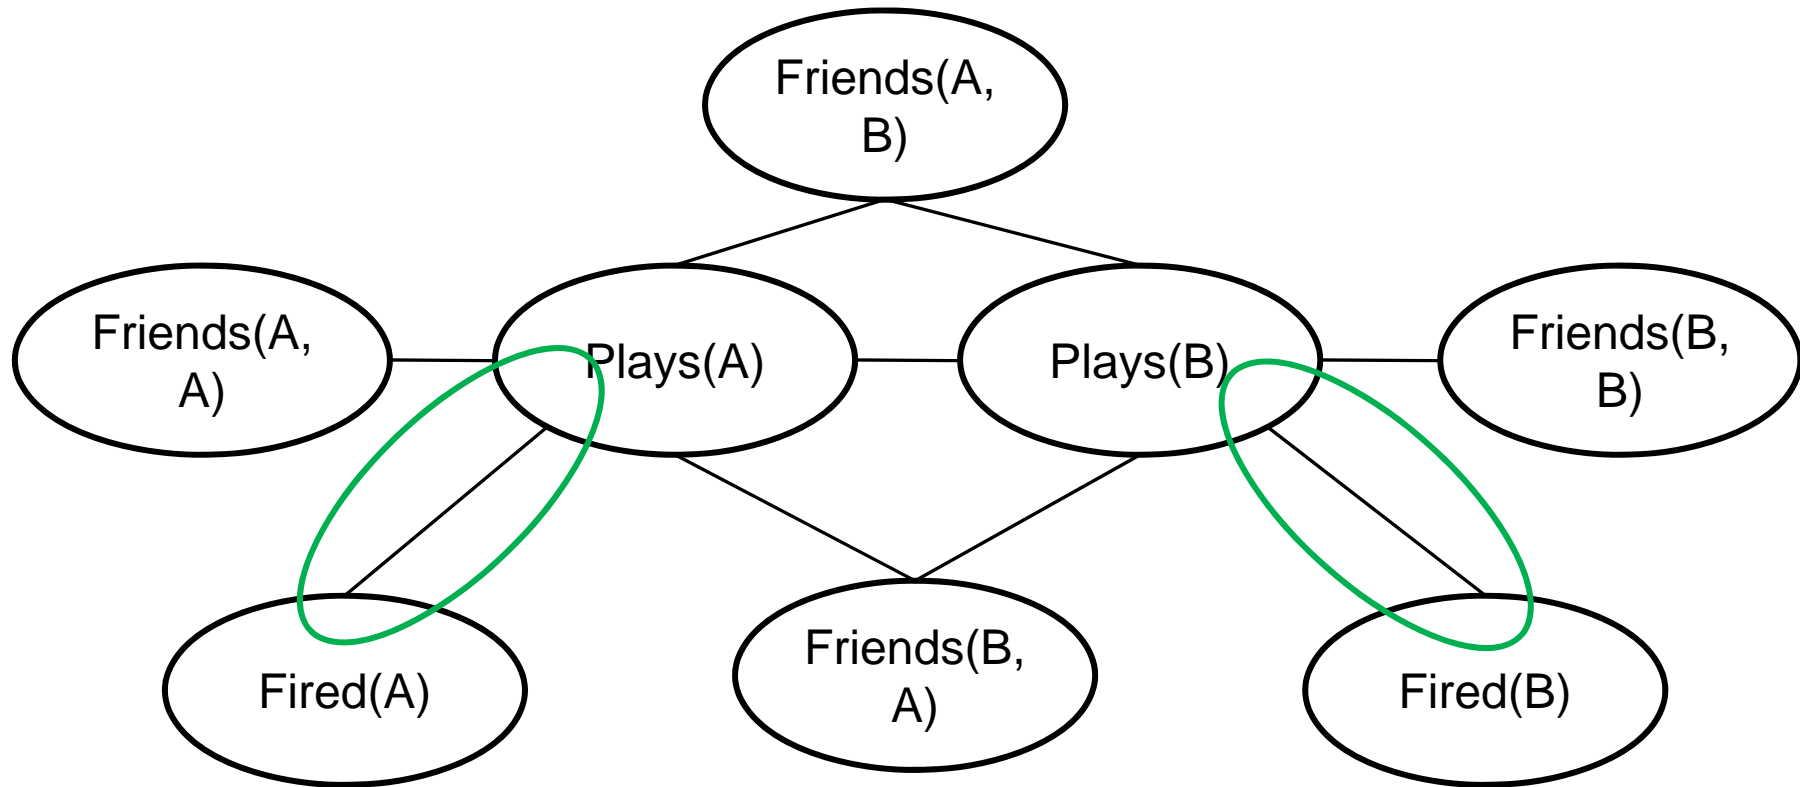 Friends(A,
B)
Friends(A,
A)
Plays(A)
Plays(B)
Friends(B,
B)
Fired(A)
Friends(B,
A)
Fired(B)